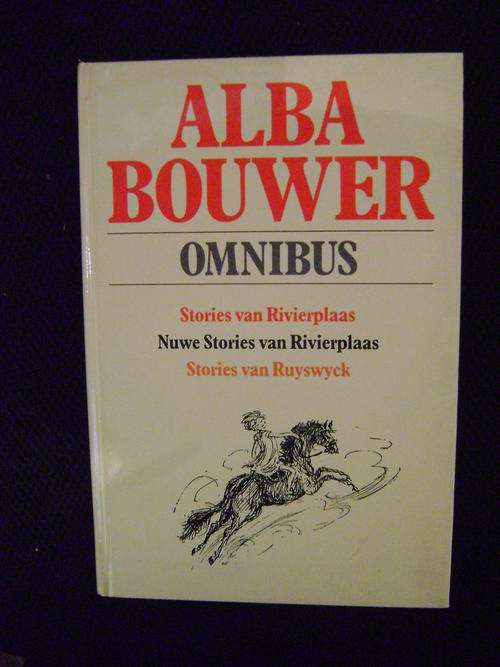 ALBA
BOUWER
OMNIBUS
Stories van Rivierplaas
Nuwe Stories van Rivierplaas
Stories van Ruyswyck